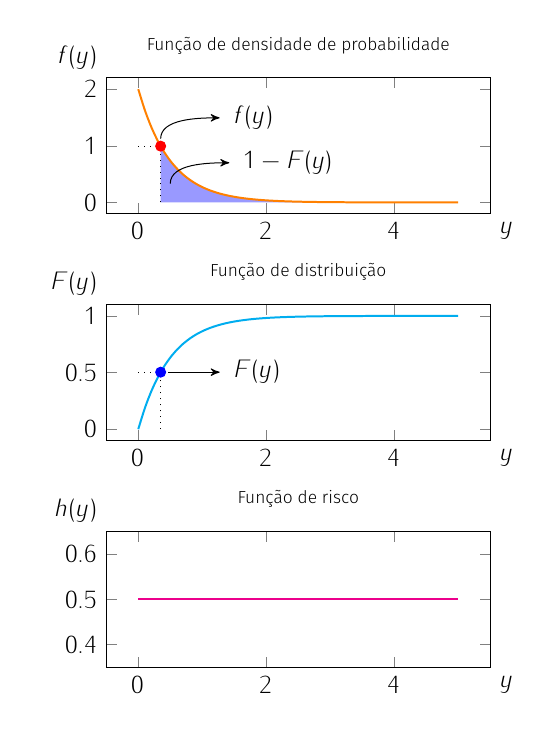 Função de densidade de probabilidade
f(y)
2
f(y)
1
1 − F(y)
0
0 2 4 y
Função de distribuição
F(y)
1
0.5
F(y)
0
0 2 4 y
Função de risco
h(y)
0.6
0.5
0.4
0 2 4 y